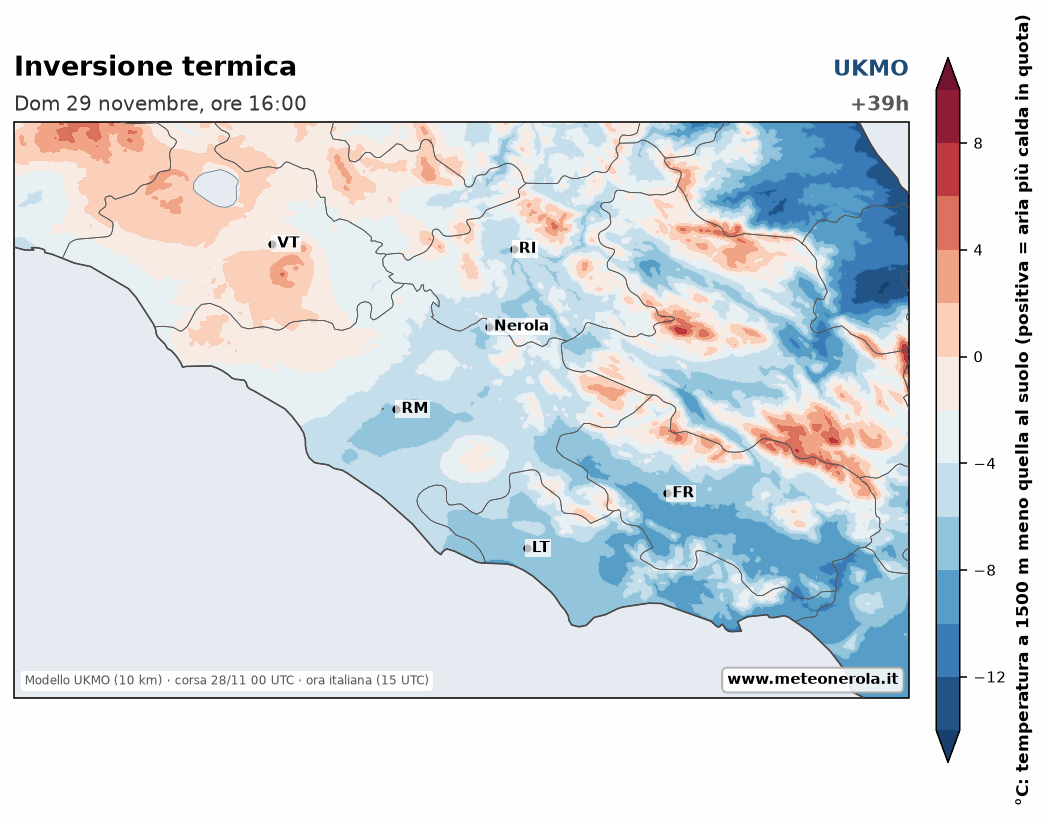 Inversione termica
UKMO
Dom 29 novembre, ore 16:00
+39h
VT
RI
Nerola
RM
FR
LT
Modello UKMO (10 km) · corsa 28/11 00 UTC · ora italiana (15 UTC)
www.meteonerola.it
8
4
0
−4
−8
−12
°C: temperatura a 1500 m meno quella al suolo (positiva = aria più calda in quota)